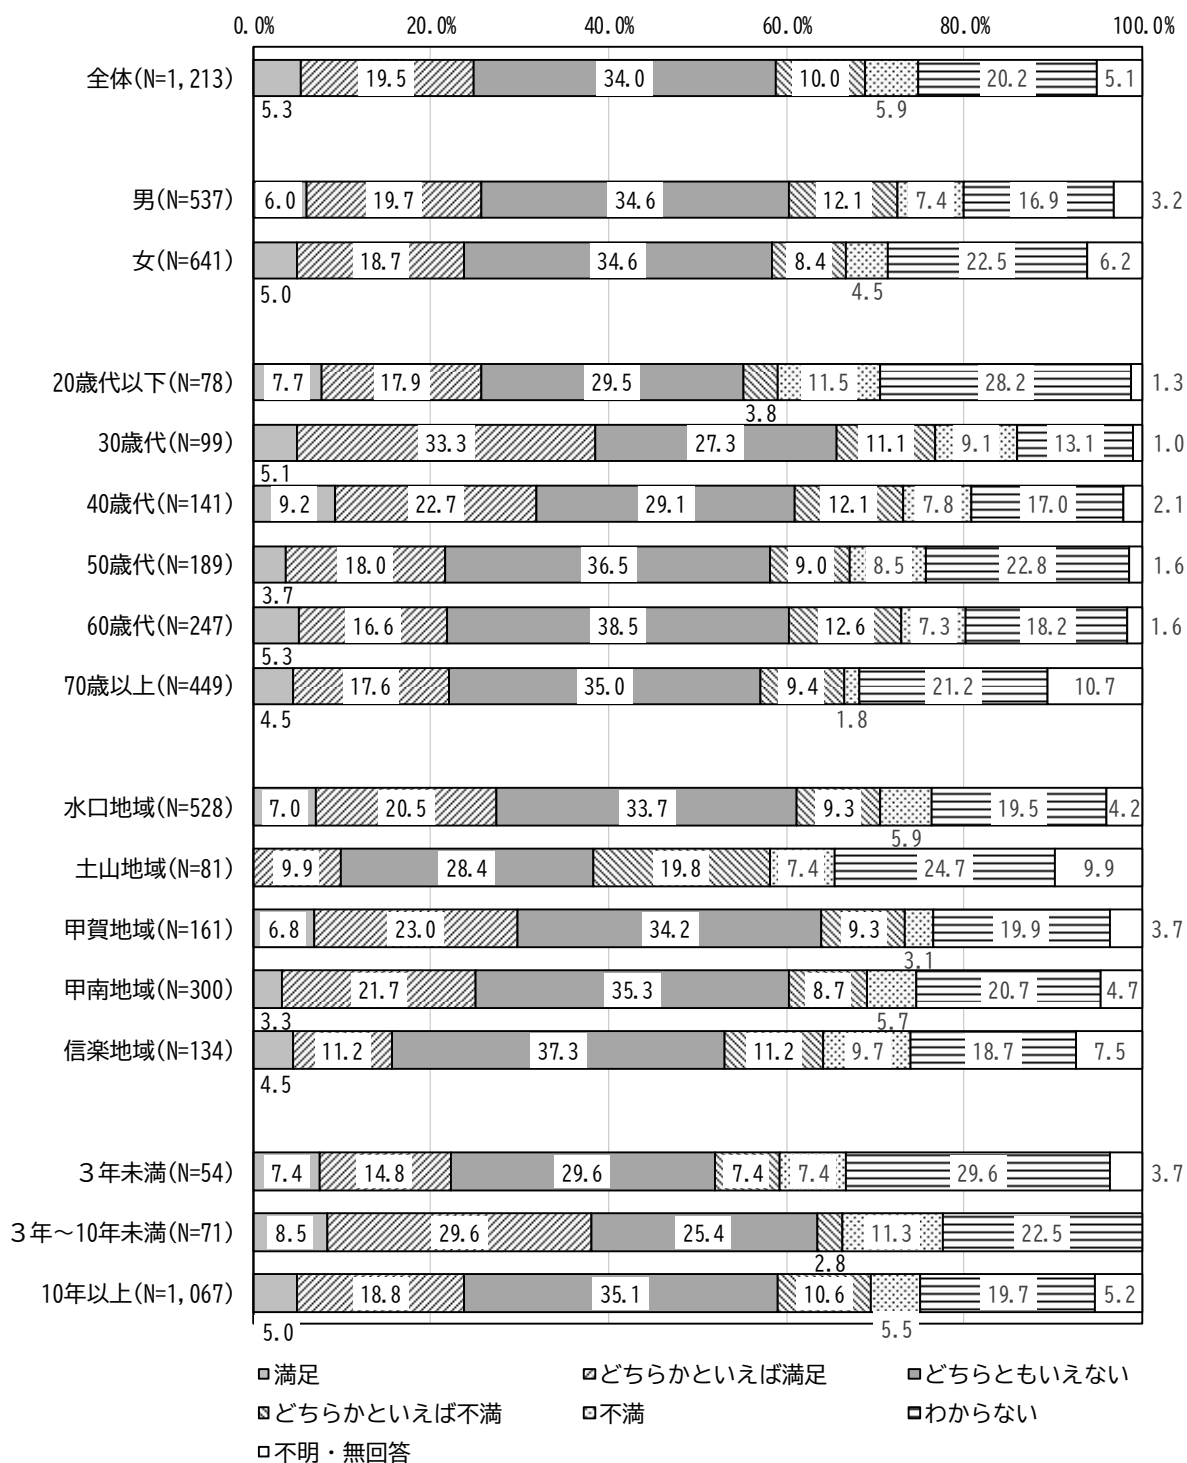 0.0% 20.0% 40.0% 60.0% 80.0% 100.0%
全体(N=1,213) 19.5 34.0 10.0 20.2 5.1
5.3 5.9
男(N=537) 6.0 19.7 34.6 12.1 7.4 16.9 3.2
女(N=641) 18.7 34.6 8.4 22.5 6.2
5.0 4.5
20歳代以下(N=78) 7.7 17.9 29.5 11.5 28.2 1.3
3.8
30歳代(N=99) 33.3 27.3 11.1 9.1 13.1 1.0
5.1
40歳代(N=141) 9.2 22.7 29.1 12.1 7.8 17.0 2.1
50歳代(N=189) 18.0 36.5 9.0 8.5 22.8 1.6
3.7
60歳代(N=247) 16.6 38.5 12.6 7.3 18.2 1.6
5.3
70歳以上(N=449) 17.6 35.0 9.4 21.2 10.7
4.5 1.8
水口地域(N=528) 7.0 20.5 33.7 9.3 19.5 4.2
5.9
土山地域(N=81) 9.9 28.4 19.8 7.4 24.7 9.9
甲賀地域(N=161) 6.8 23.0 34.2 9.3 19.9 3.7
3.1
甲南地域(N=300) 21.7 35.3 8.7 20.7 4.7
3.3 5.7
信楽地域(N=134) 11.2 37.3 11.2 9.7 18.7 7.5
4.5
３年未満(N=54) 7.4 14.8 29.6 7.4 7.4 29.6 3.7
３年～10年未満(N=71) 8.5 29.6 25.4 11.3 22.5
2.8
10年以上(N=1,067) 18.8 35.1 10.6 19.7 5.2
5.0 5.5
満足 どちらかといえば満足 どちらともいえない
どちらかといえば不満 不満 わからない
不明・無回答